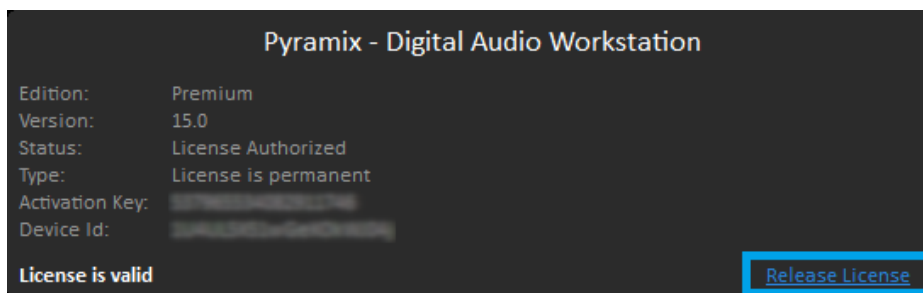 Pyramix - Digital Audio Workstation
Edition: Premium
Version: 15.0
Status: License Authorized
Type: License is permanent
Activation Key:
Device Id:
License is valid Release License